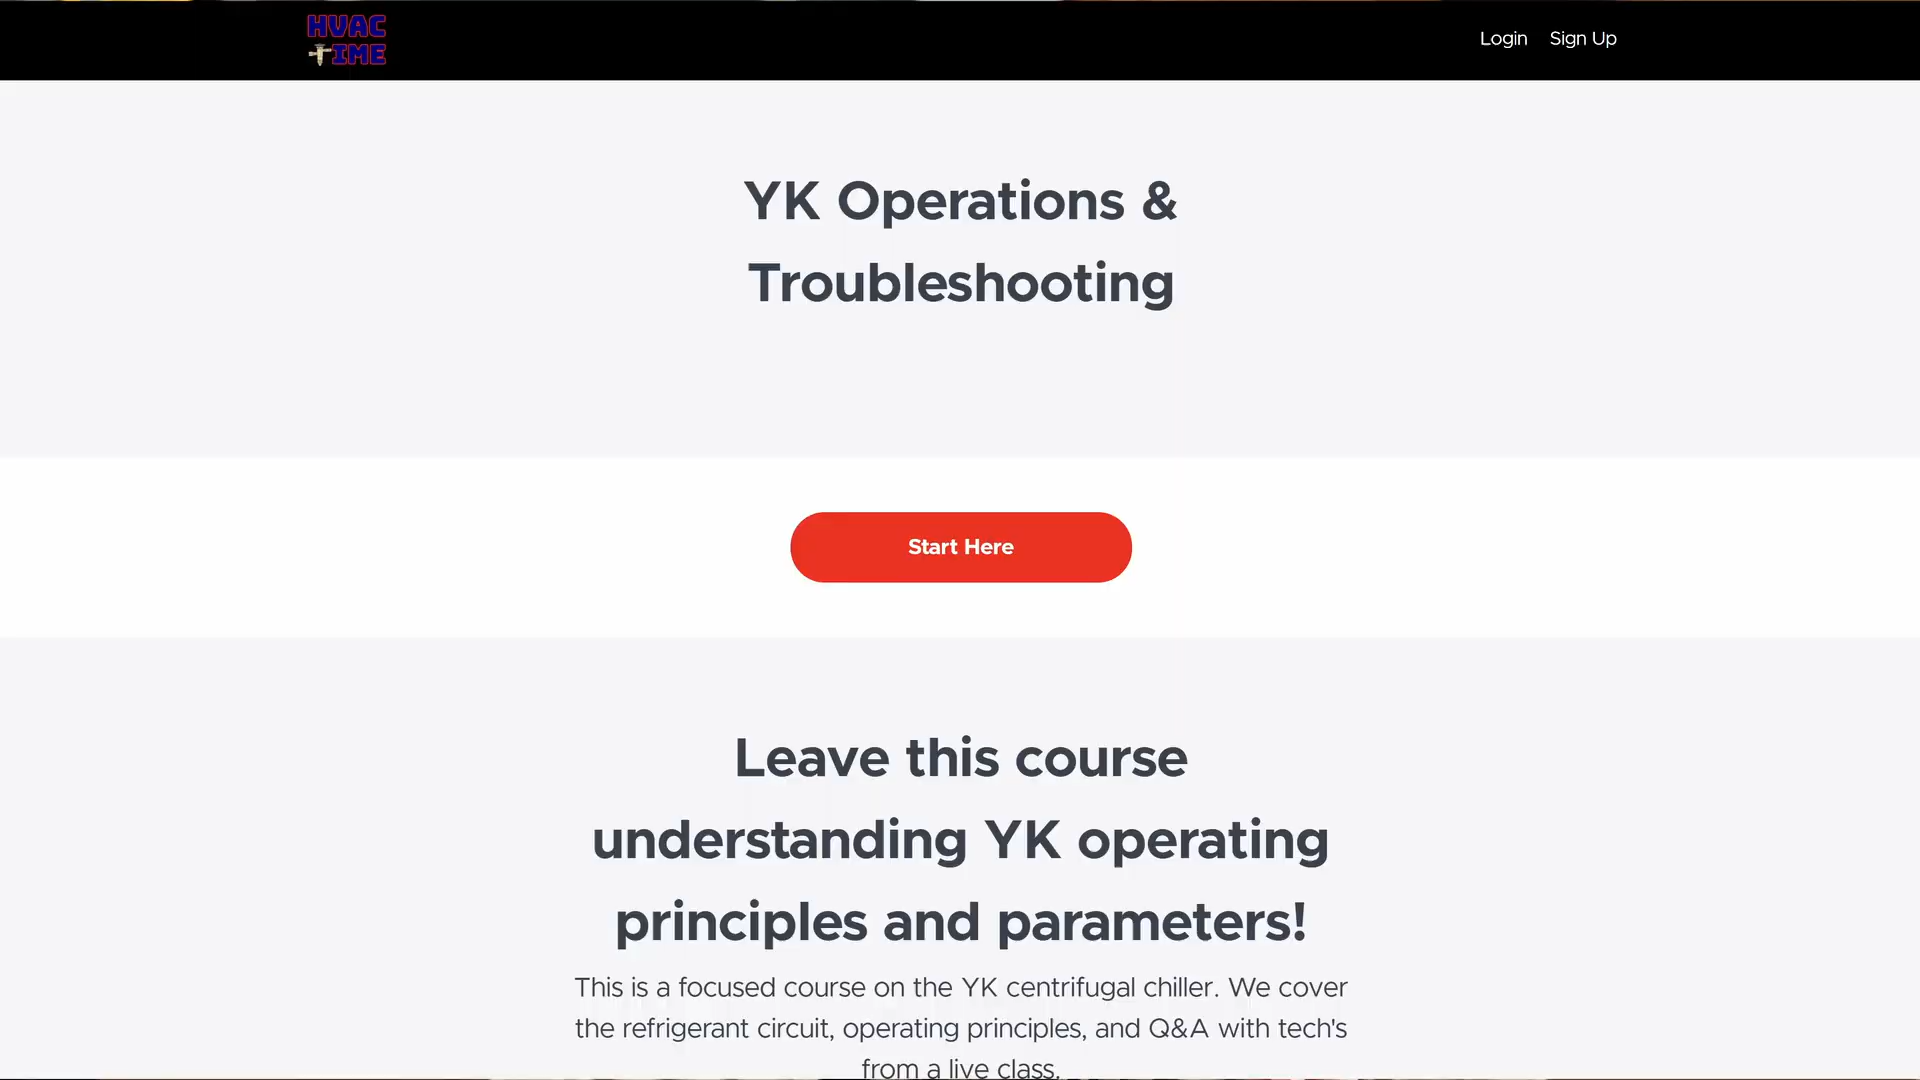 HVAC
TIME
Login
Sign Up
YK Operations &
Troubleshooting
Start Here
Leave this course
understanding YK operating
principles and parameters!
This is a focused course on the YK centrifugal chiller. We cover
the refrigerant circuit, operating principles, and Q&A with tech's
from a live class.